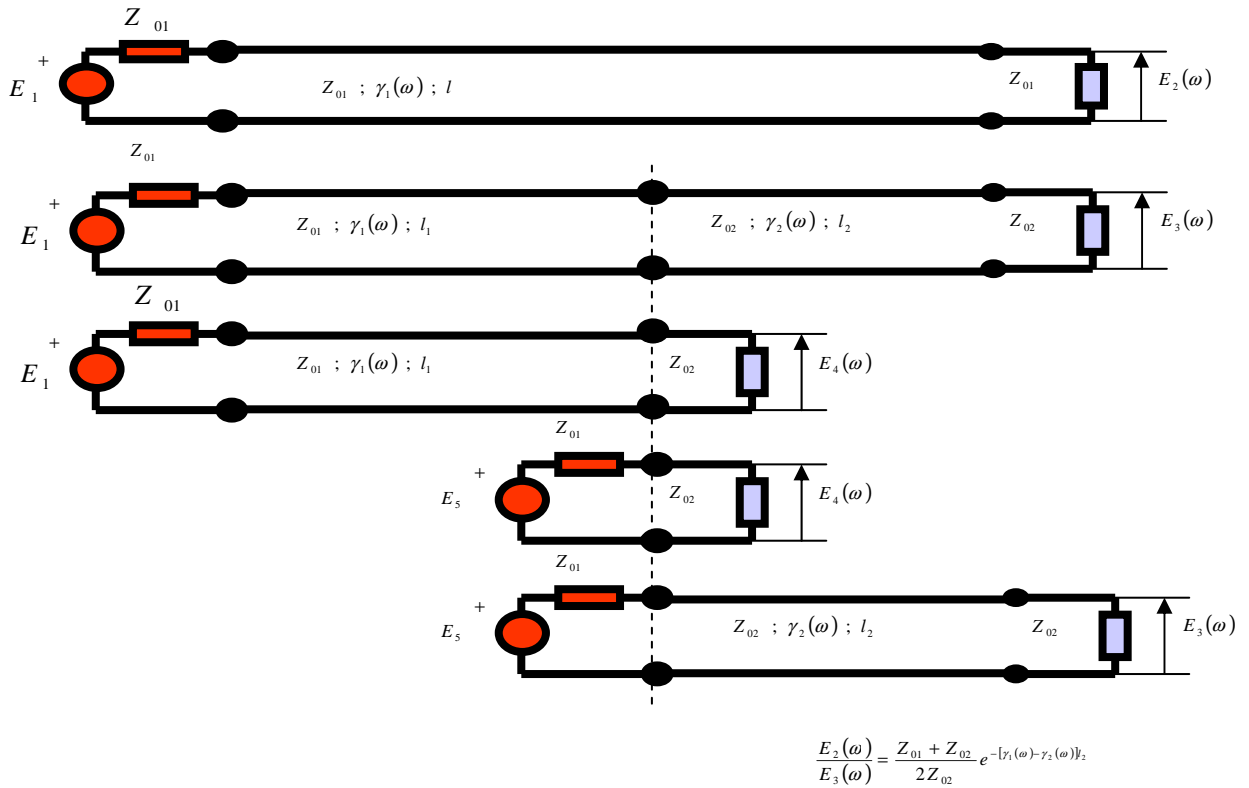 Z₀₁
+
E₁
Z₀₁ ; γ₁(ω) ; l
Z₀₁
E₂(ω)
Z₀₁
+
E₁
Z₀₁ ; γ₁(ω) ; l₁
Z₀₂ ; γ₂(ω) ; l₂
Z₀₂
E₃(ω)
Z₀₁
+
E₁
Z₀₁ ; γ₁(ω) ; l₁
Z₀₂
E₄(ω)
Z₀₁
+
E₅
Z₀₂
E₄(ω)
Z₀₁
+
E₅
Z₀₂ ; γ₂(ω) ; l₂
Z₀₂
E₃(ω)
E₂(ω)/E₃(ω) = (Z₀₁ + Z₀₂)/(2Z₀₂) e^{-[γ₁(ω)-γ₂(ω)]l₂}